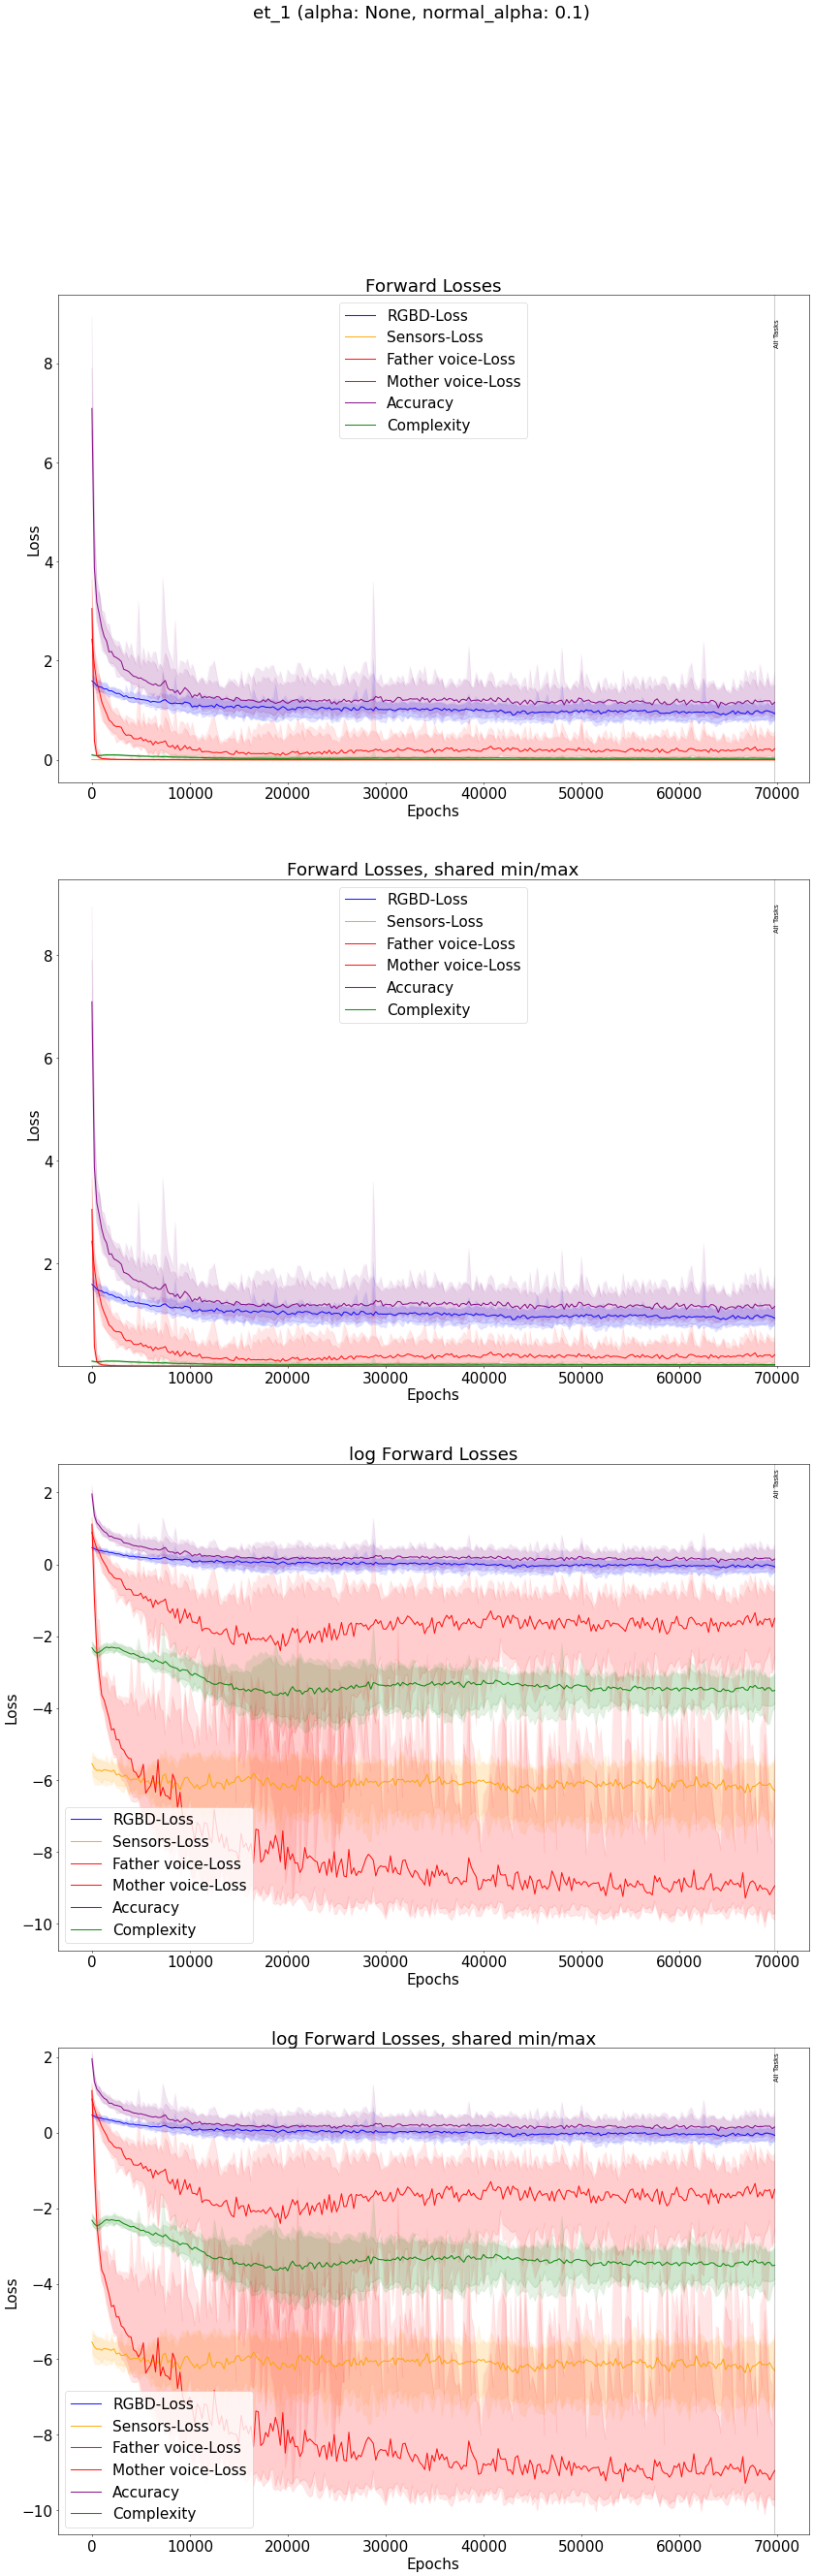 et_1 (alpha: None, normal_alpha: 0.1)
Forward Losses
RGBD-Loss
Sensors-Loss
Father voice-Loss
Mother voice-Loss
Accuracy
Complexity
All Tasks
8
6
4
2
0
Loss
0 10000 20000 30000 40000 50000 60000 70000
Epochs
Forward Losses, shared min/max
RGBD-Loss
Sensors-Loss
Father voice-Loss
Mother voice-Loss
Accuracy
Complexity
All Tasks
8
6
4
2
Loss
0 10000 20000 30000 40000 50000 60000 70000
Epochs
log Forward Losses
All Tasks
2
0
−2
−4
−6
−8
−10
Loss
RGBD-Loss
Sensors-Loss
Father voice-Loss
Mother voice-Loss
Accuracy
Complexity
0 10000 20000 30000 40000 50000 60000 70000
Epochs
log Forward Losses, shared min/max
All Tasks
2
0
−2
−4
−6
−8
−10
Loss
RGBD-Loss
Sensors-Loss
Father voice-Loss
Mother voice-Loss
Accuracy
Complexity
0 10000 20000 30000 40000 50000 60000 70000
Epochs